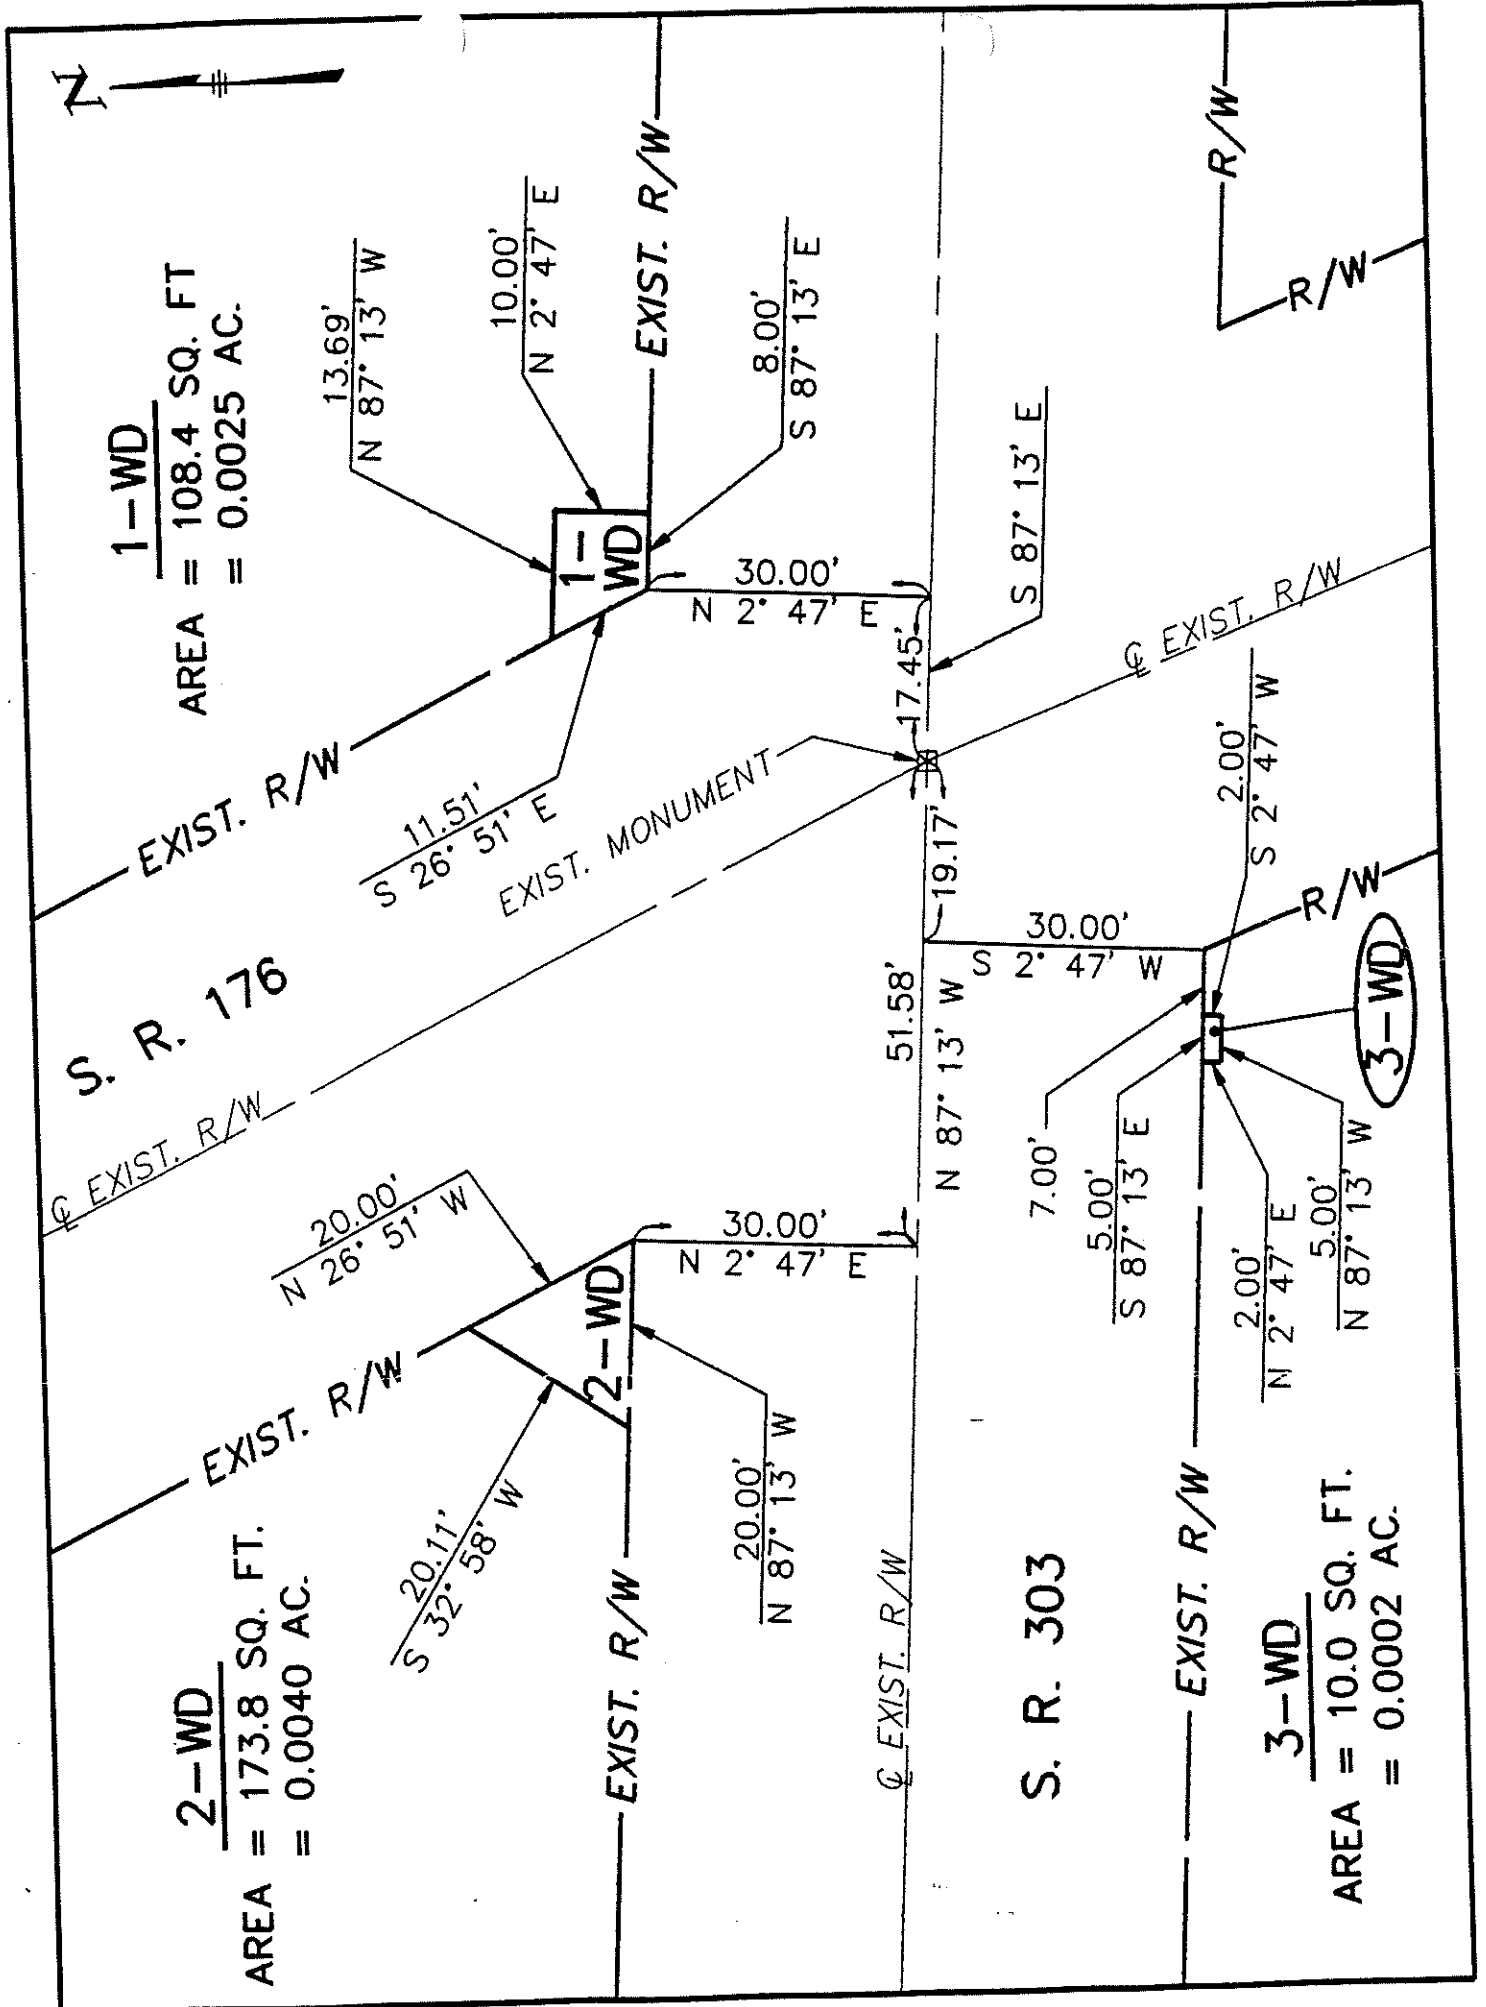 N
1-WD
AREA = 108.4 SQ. FT
= 0.0025 AC.
13.69'
N 87° 13' W
10.00'
N 2° 47' E
EXIST. R/W
8.00'
S 87° 13' E
1-
WD
30.00'
N 2° 47' E
17.45'
S 87° 13' E
R/W
R/W
℄ EXIST. R/W
EXIST. R/W
11.51'
S 26° 51' E
EXIST. MONUMENT
19.17'
2.00'
S 2° 47' W
R/W
S. R. 176
℄ EXIST. R/W
51.58'
N 87° 13' W
30.00'
S 2° 47' W
3-WD
7.00'
5.00'
S 87° 13' E
2.00'
N 2° 47' E
5.00'
N 87° 13' W
20.00'
N 26° 51' W
30.00'
N 2° 47' E
2-WD
EXIST. R/W
20.11'
S 32° 58' W
20.00'
N 87° 13' W
2-WD
AREA = 173.8 SQ. FT.
= 0.0040 AC.
EXIST. R/W
℄ EXIST. R/W
S. R. 303
EXIST. R/W
3-WD
AREA = 10.0 SQ. FT.
= 0.0002 AC.